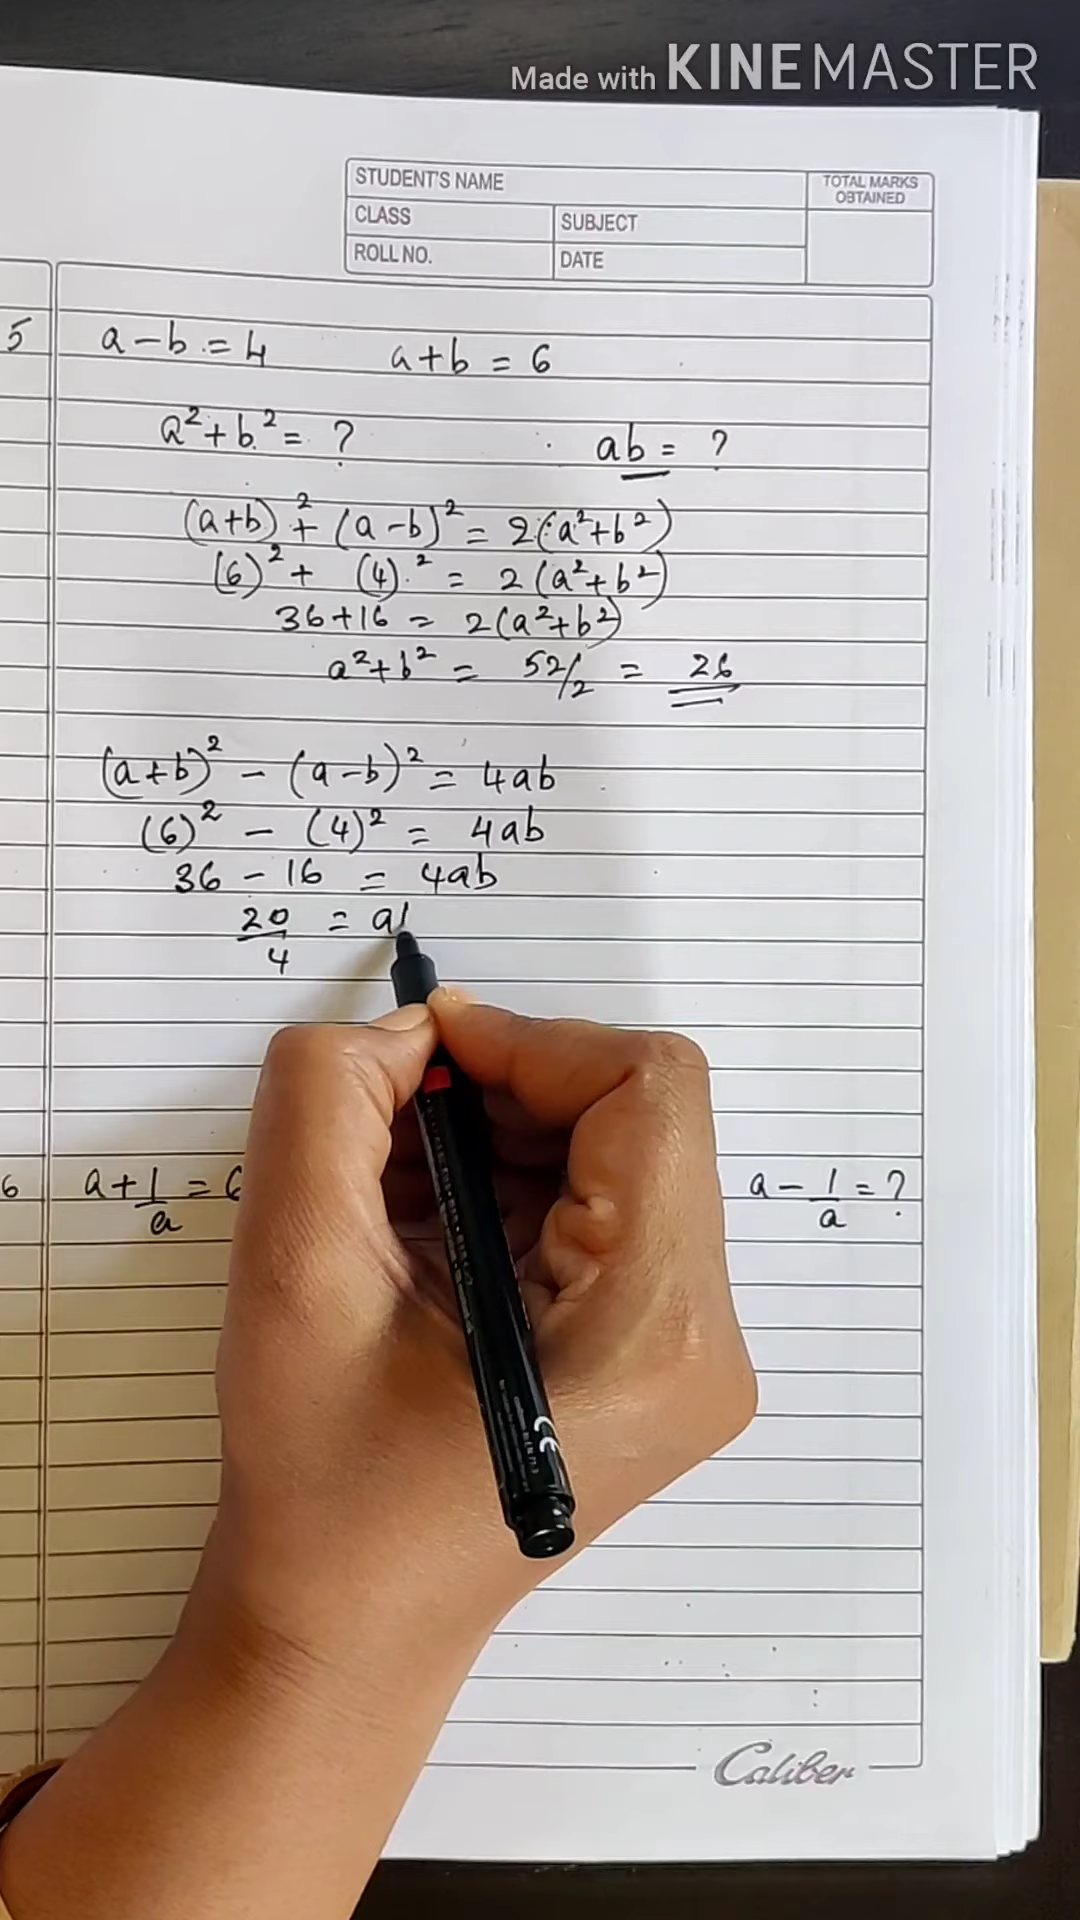 Made with KINEMASTER
STUDENT'S NAME
TOTAL MARKS OBTAINED
CLASS
SUBJECT
ROLL NO.
DATE
5 a-b = 4 a+b = 6
a²+b² = ? ab = ?
(a+b)² + (a-b)² = 2(a²+b²)
(6)² + (4)² = 2(a²+b²)
36+16 = 2(a²+b²)
a²+b² = 52/2 = 26
(a+b)² - (a-b)² = 4ab
(6)² - (4)² = 4ab
36 - 16 = 4ab
20/4 = a
6 a+1/a = 6 a-1/a = ?
Caliber